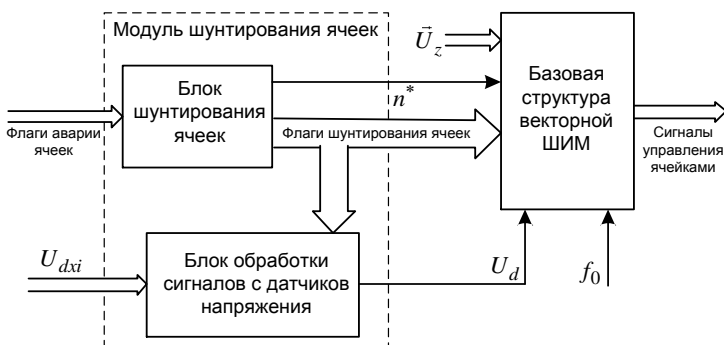 Модуль шунтирования ячеек
Блок
шунтирования
ячеек
Флаги аварии
ячеек
n*
Флаги шунтирования ячеек
U⃗_z
Базовая
структура
векторной
ШИМ
Сигналы
управления
ячейками
U_dxi
Блок обработки
сигналов с датчиков
напряжения
U_d
f_0